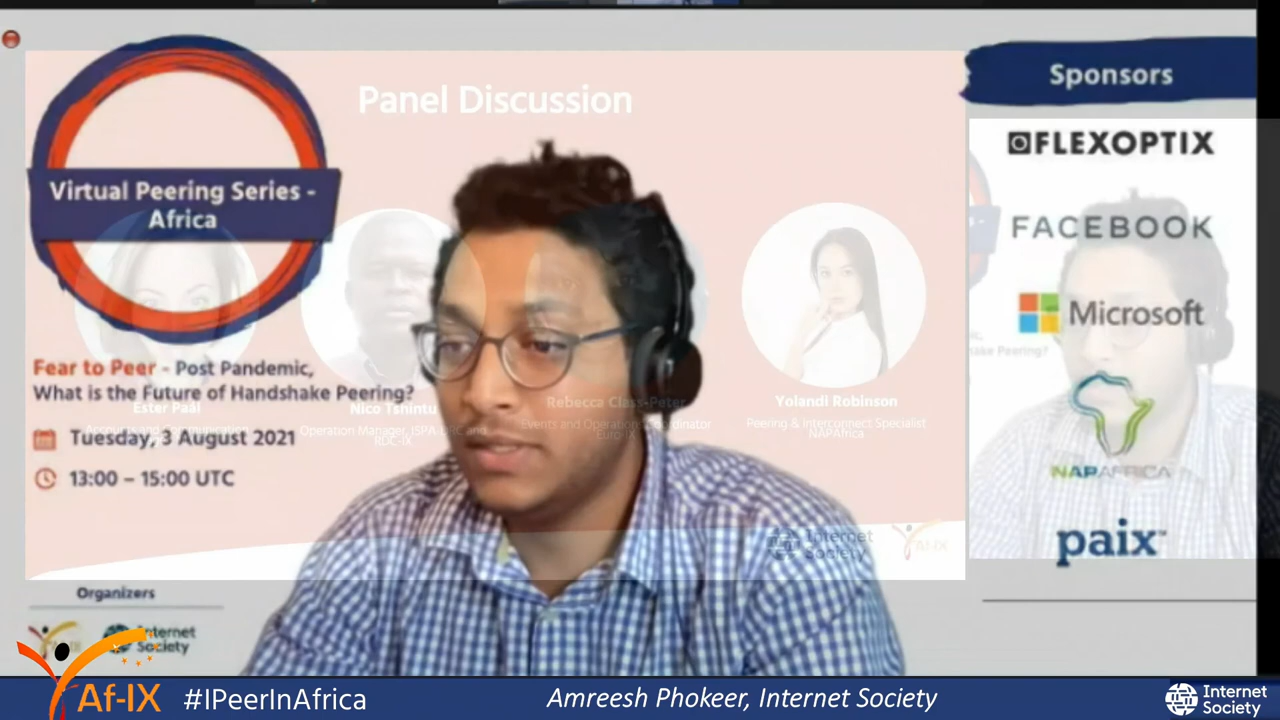 Panel Discussion
Sponsors
FLEXOPTIX
FACEBOOK
Microsoft
NAPAFRICA
paix
Virtual Peering Series -
Africa
Fear to Peer - Post Pandemic,
What is the Future of Handshake Peering?
Tuesday, 3 August 2021
13:00 – 15:00 UTC
Ester Paal
Nico Tshintu
Operation Manager, ISPA-DRC and
RDC-IX
Rebecca Class-Peter
Events and Operations Coordinator
Euro-IX
Yolandi Robinson
Peering & Interconnect Specialist
NAPAfrica
Internet
Society
Af-IX
Organizers
Internet
Society
Af-IX
#IPeerInAfrica
Amreesh Phokeer, Internet Society
Internet
Society